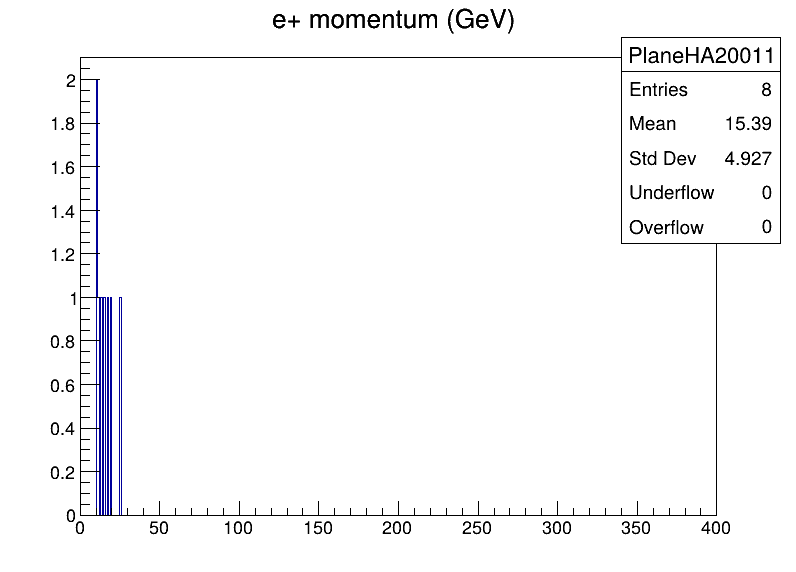 e+ momentum (GeV)
PlaneHA20011
Entries 8
Mean 15.39
Std Dev 4.927
Underflow 0
Overflow 0
2
1.8
1.6
1.4
1.2
1
0.8
0.6
0.4
0.2
0
0 50 100 150 200 250 300 350 400